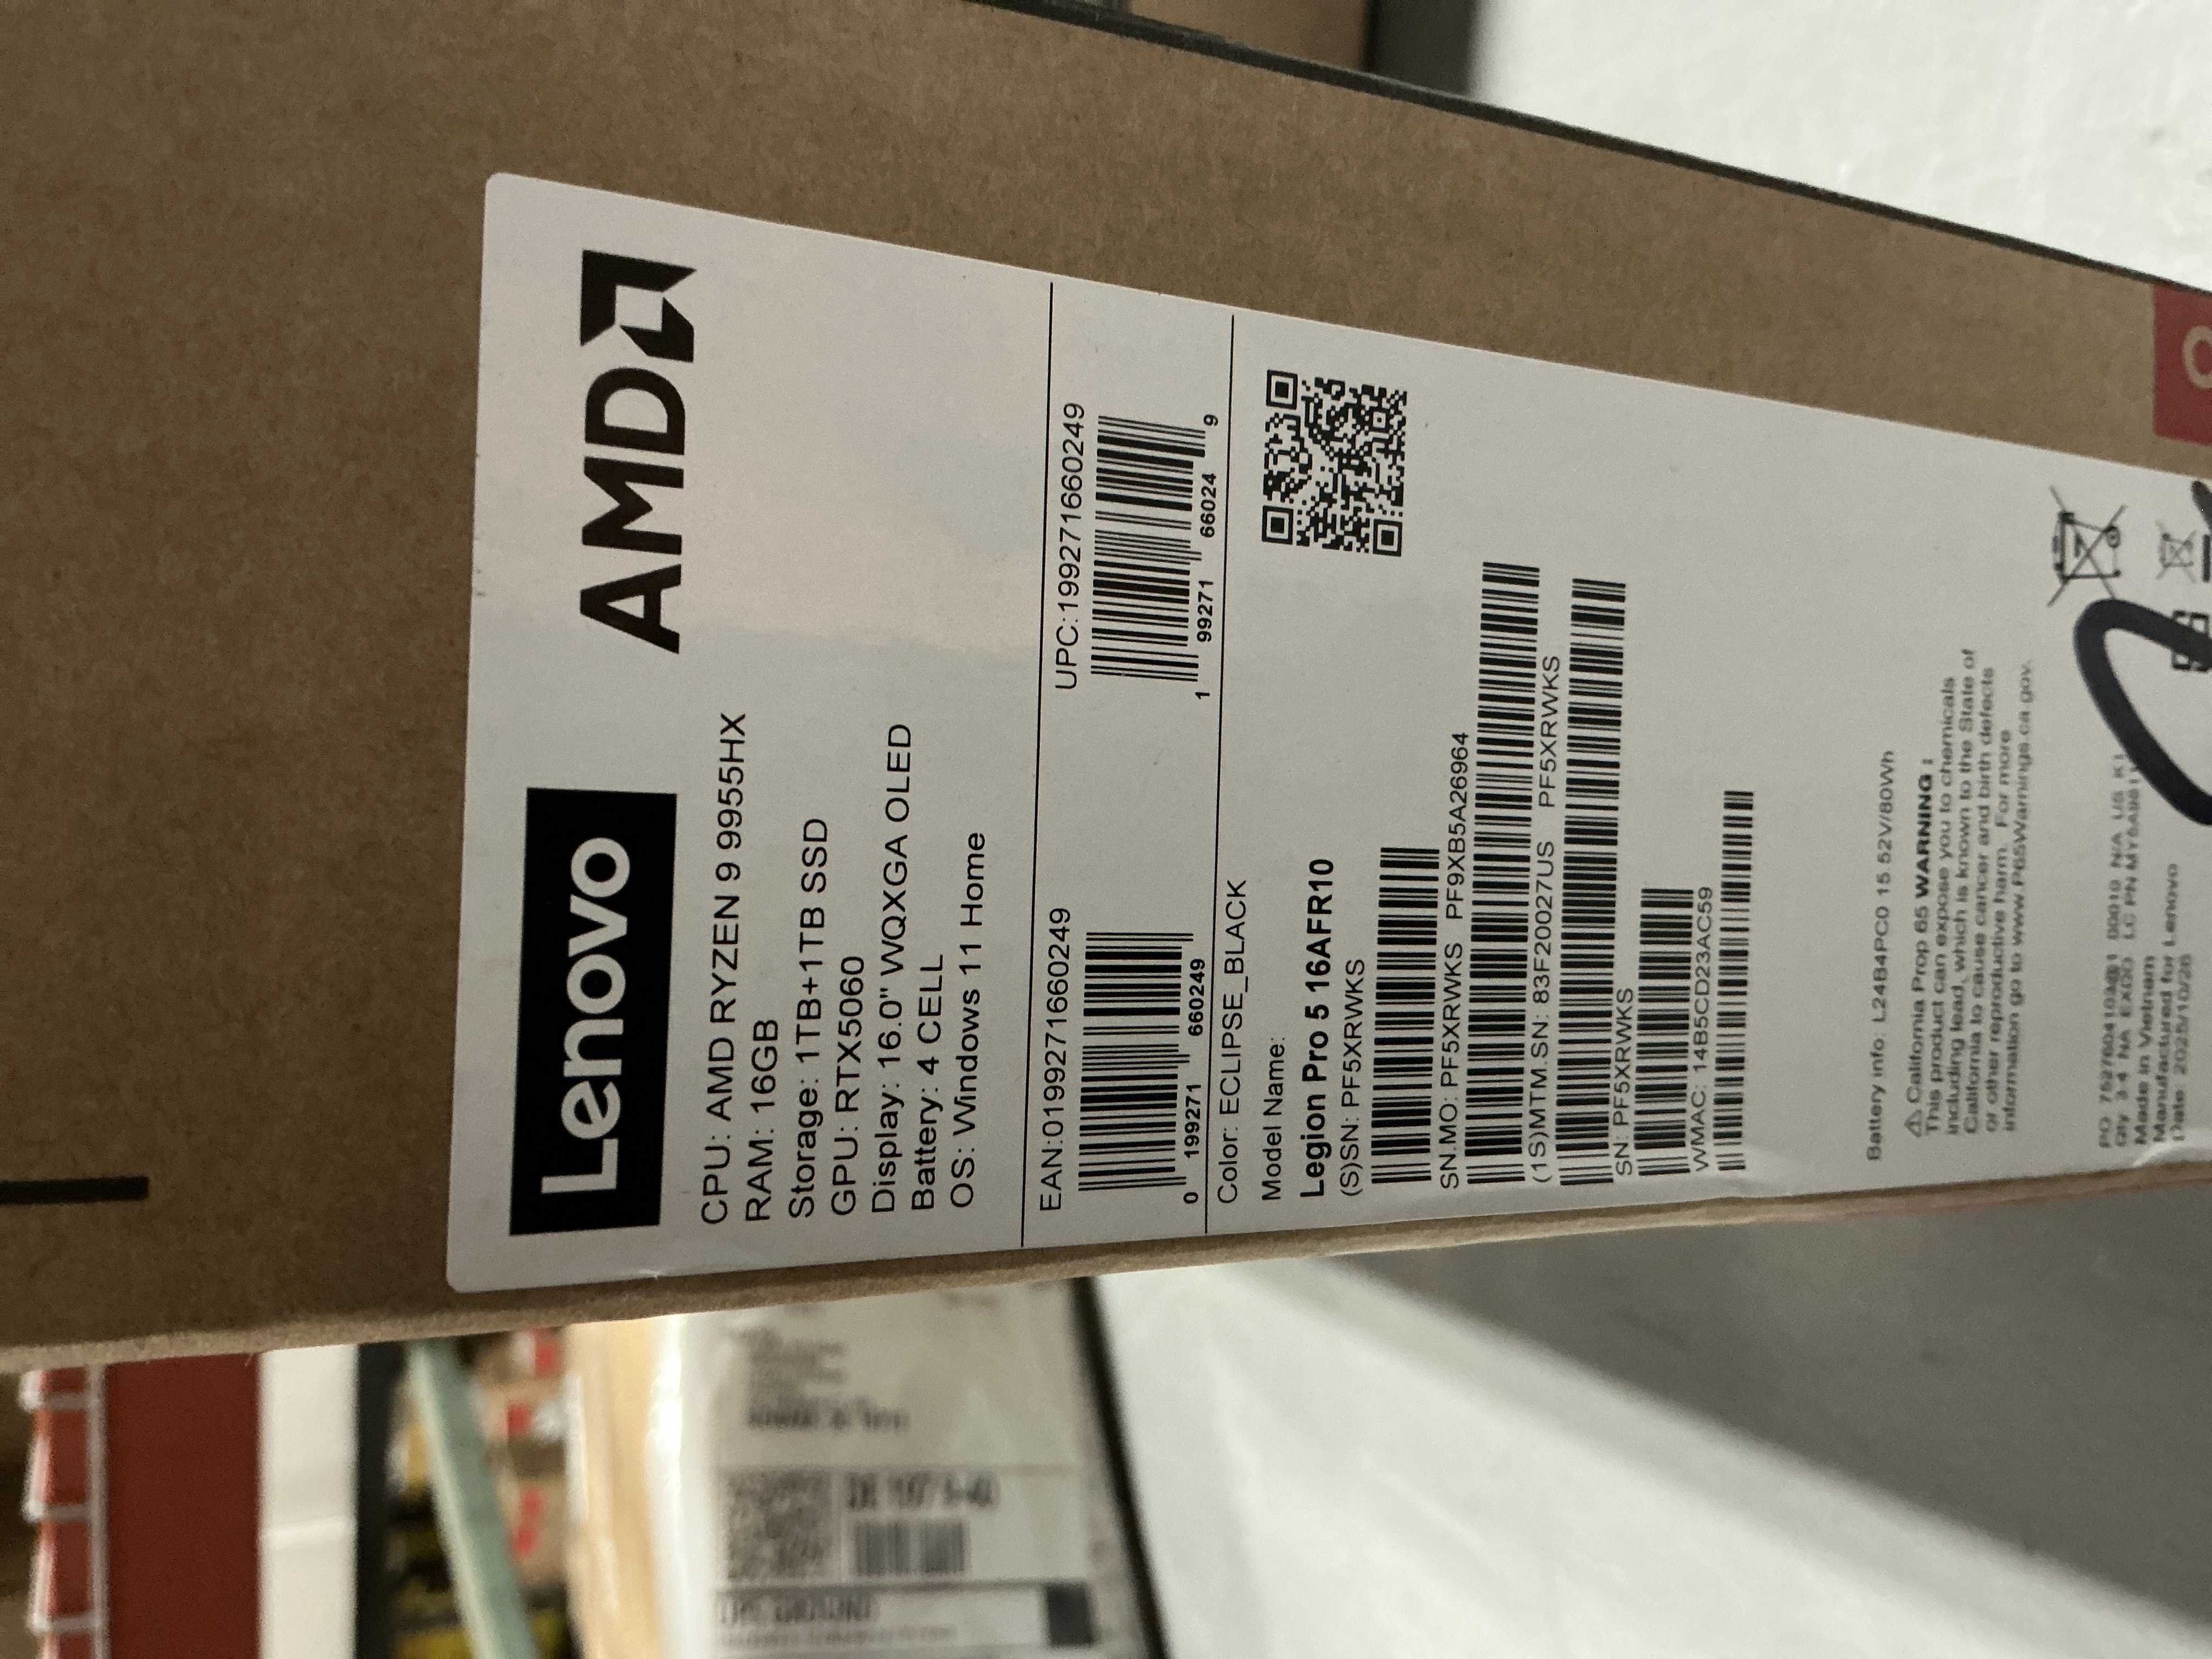 Lenovo
AMD
CPU: AMD RYZEN 9 9955HX
RAM: 16GB
Storage: 1TB+1TB SSD
GPU: RTX5060
Display: 16.0" WQXGA OLED
Battery: 4 CELL
OS: Windows 11 Home
EAN:0199271660249
UPC:199271660249
0 199271 660249
1 99271 66024 9
Color: ECLIPSE_BLACK
Model Name:
Legion Pro 5 16AFR10
(S)SN: PF5XRWKS
SN.MO: PF5XRWKS PF9XB5A26964
(1S)MTM.SN: 83F20027US PF5XRWKS
SN: PF5XRWKS
WMAC: 14B5CD23AC59
Battery info. L24B4PC0 15.52V/80Wh
⚠ California Prop 65 WARNING :
This product can expose you to chemicals
including lead, which is known to the State of
California to cause cancer and birth defects
or other reproductive harm. For more
information go to www.P65Warnings.ca.gov.
Made in Vietnam
Manufactured for Lenovo
Date: 2025/10/26